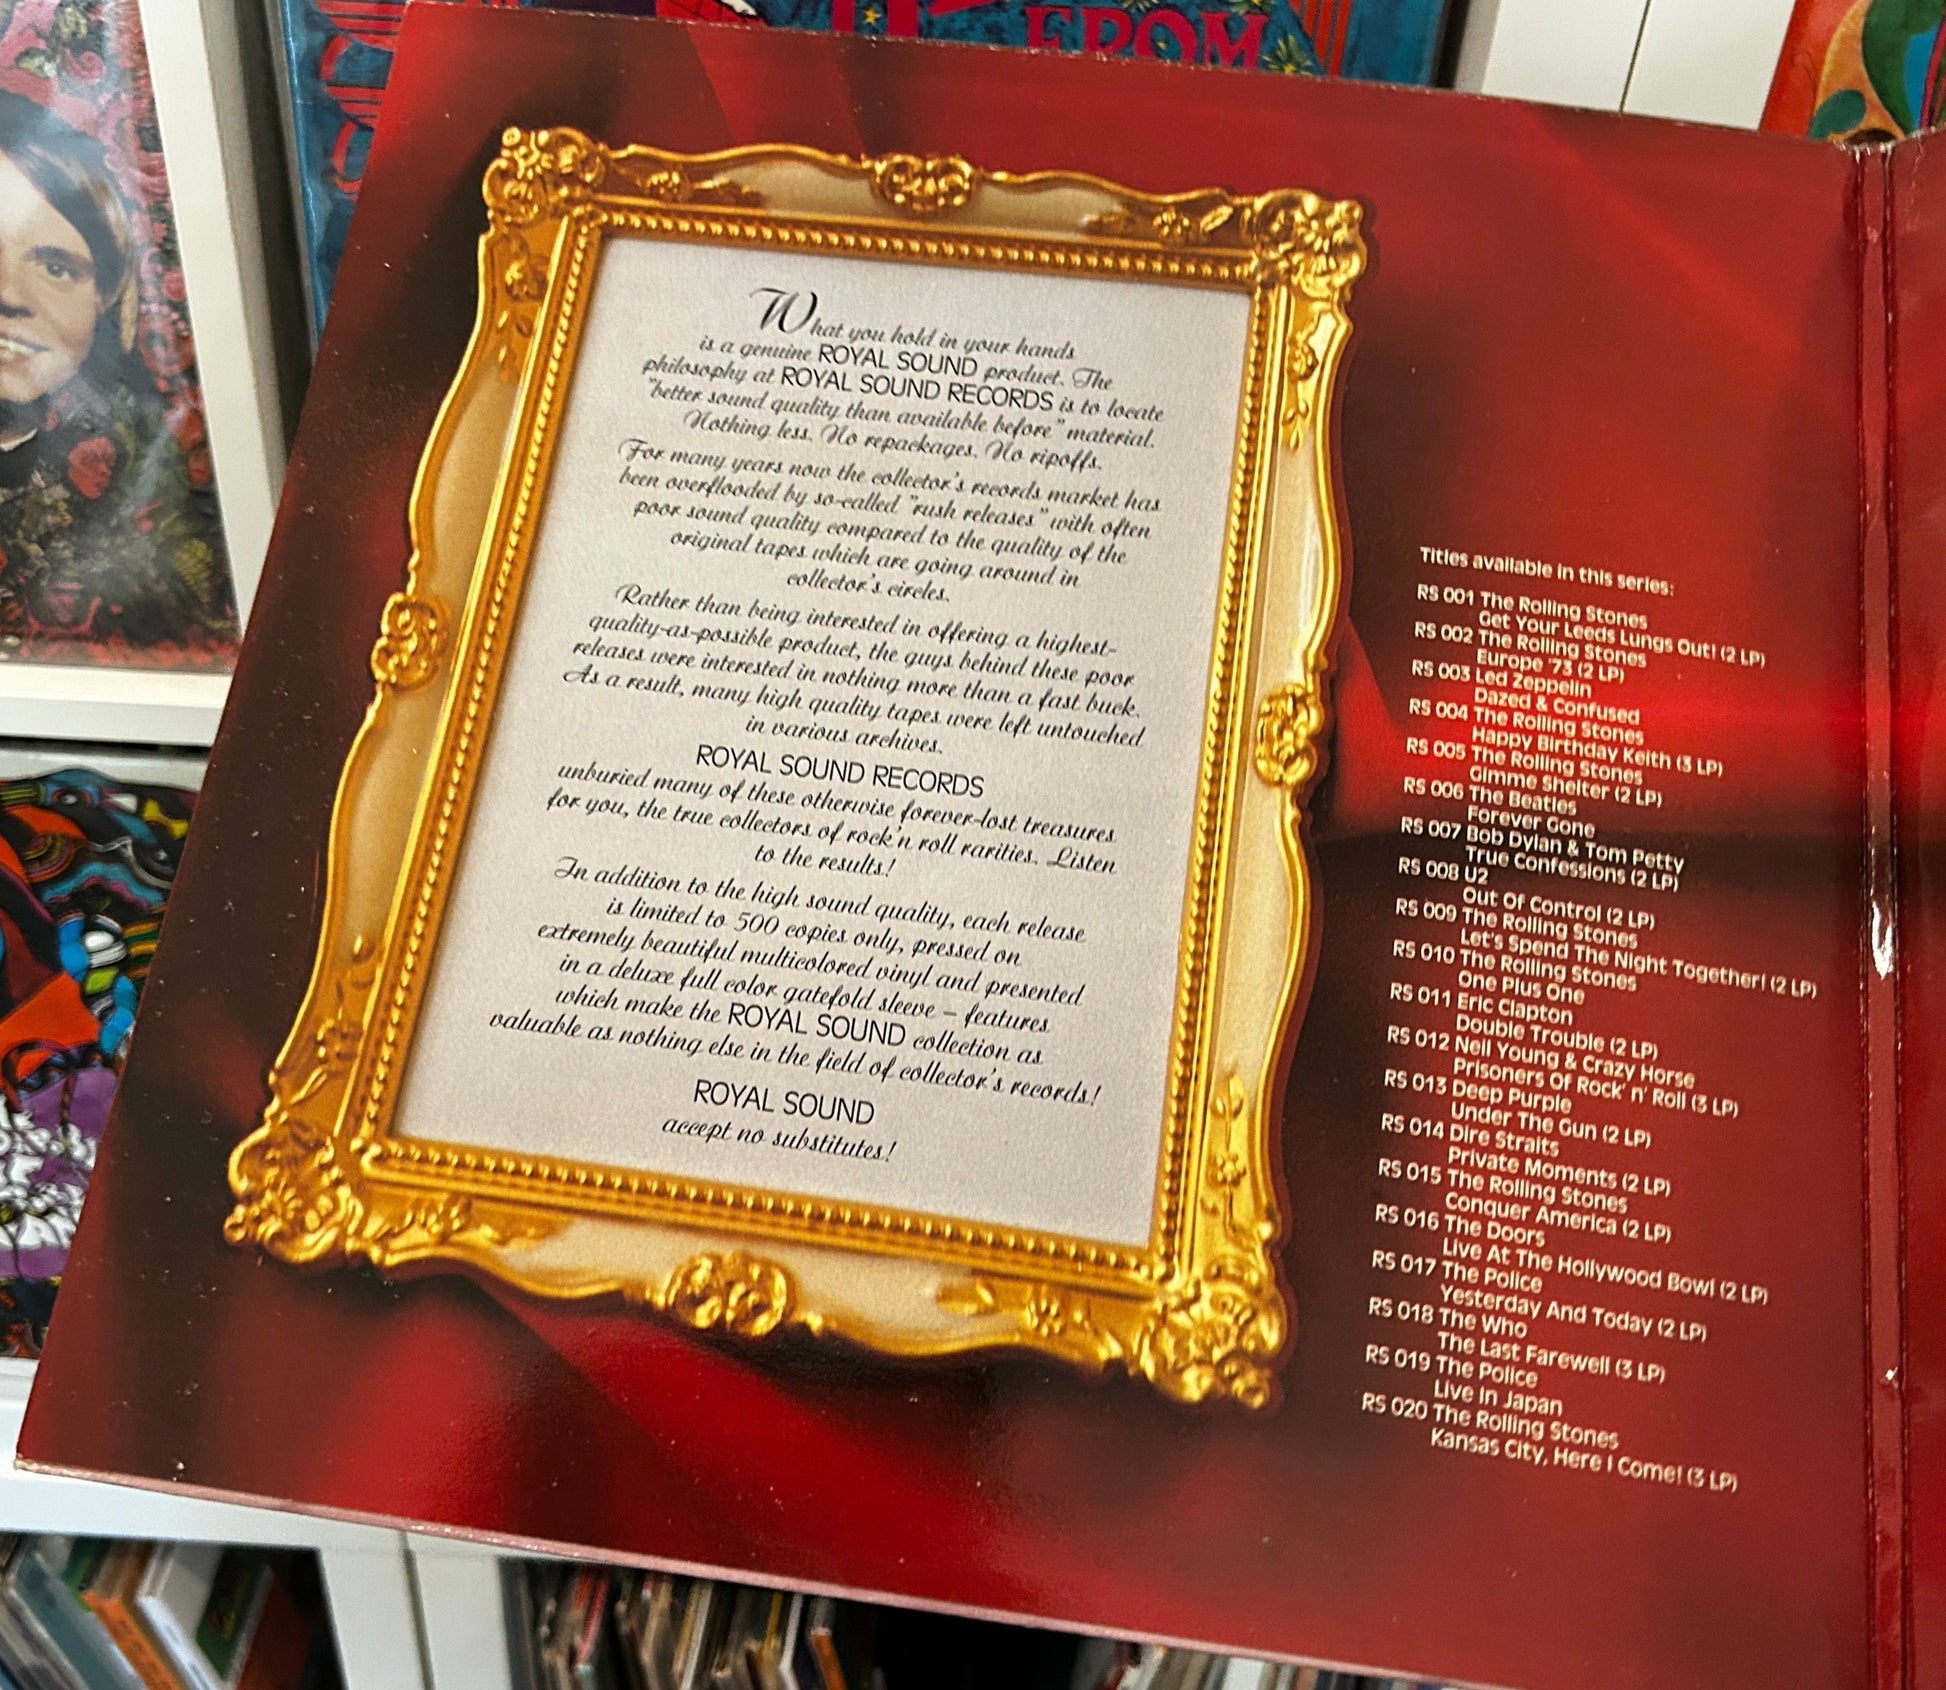 FROM
What you hold in your hands
is a genuine ROYAL SOUND product. The
philosophy at ROYAL SOUND RECORDS is to locate
"better sound quality than available before" material.
Nothing less. No repackages. No ripoffs.
For many years now the collector's records market has
been overflooded by so-called "rush releases" with often
poor sound quality compared to the quality of the
original tapes which are going around in
collector's circles.
Rather than being interested in offering a highest-
quality-as-possible product, the guys behind these poor
releases were interested in nothing more than a fast buck.
As a result, many high quality tapes were left untouched
in various archives.
ROYAL SOUND RECORDS
unburied many of these otherwise forever-lost treasures
for you, the true collectors of rock'n roll rarities. Listen
to the results!
In addition to the high sound quality, each release
is limited to 500 copies only, pressed on
extremely beautiful multicolored vinyl and presented
in a deluxe full color gatefold sleeve – features
which make the ROYAL SOUND collection as
valuable as nothing else in the field of collector's records!
ROYAL SOUND
accept no substitutes!
Titles available in this series:
RS 001 The Rolling Stones
Get Your Leeds Lungs Out! (2 LP)
RS 002 The Rolling Stones
Europe '73 (2 LP)
RS 003 Led Zeppelin
Dazed & Confused
RS 004 The Rolling Stones
Happy Birthday Keith (3 LP)
RS 005 The Rolling Stones
Gimme Shelter (2 LP)
RS 006 The Beatles
Forever Gone
RS 007 Bob Dylan & Tom Petty
True Confessions (2 LP)
RS 008 U2
Out Of Control (2 LP)
RS 009 The Rolling Stones
Let's Spend The Night Together! (2 LP)
RS 010 The Rolling Stones
One Plus One
RS 011 Eric Clapton
Double Trouble (2 LP)
RS 012 Neil Young & Crazy Horse
Prisoners Of Rock' n' Roll (3 LP)
RS 013 Deep Purple
Under The Gun (2 LP)
RS 014 Dire Straits
Private Moments (2 LP)
RS 015 The Rolling Stones
Conquer America (2 LP)
RS 016 The Doors
Live At The Hollywood Bowl (2 LP)
RS 017 The Police
Yesterday And Today (2 LP)
RS 018 The Who
The Last Farewell (3 LP)
RS 019 The Police
Live In Japan
RS 020 The Rolling Stones
Kansas City, Here I Come! (3 LP)